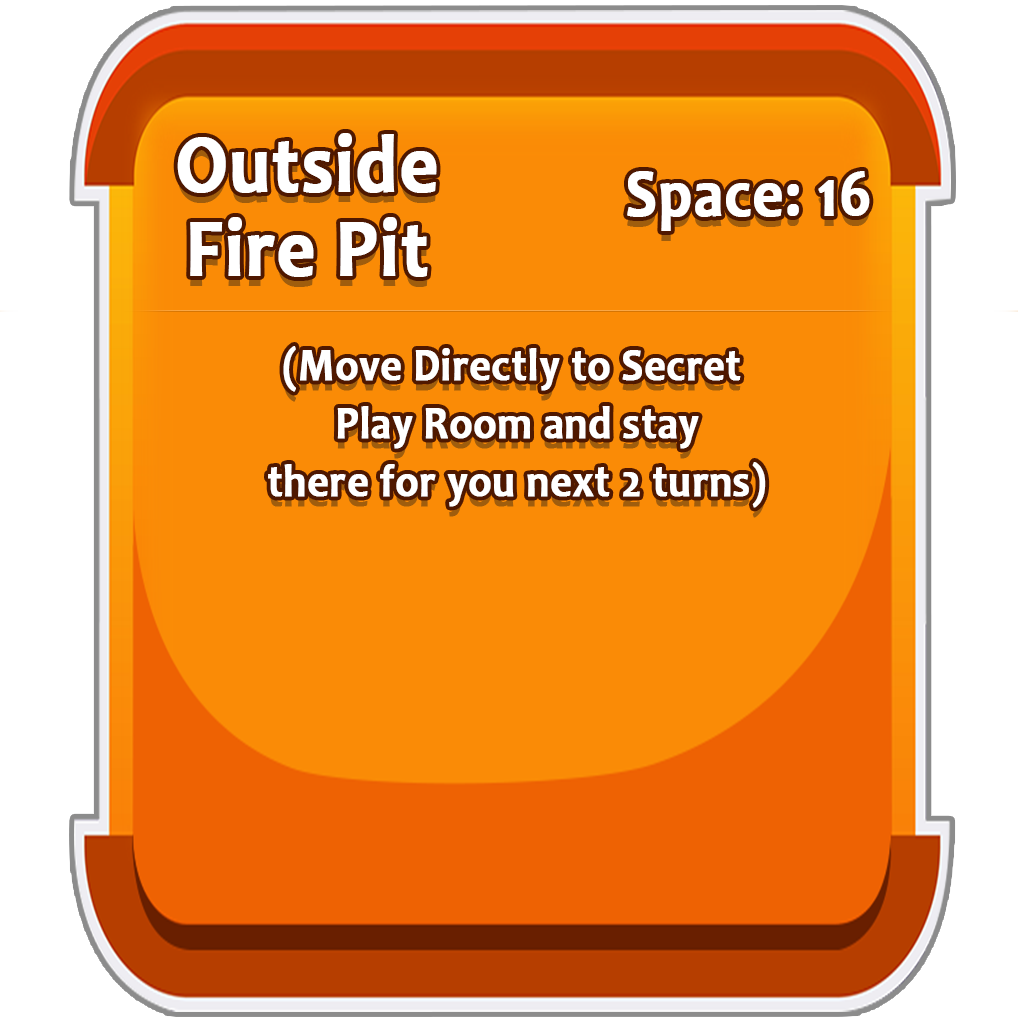 Outside
Fire Pit
Space: 16
(Move Directly to Secret
Play Room and stay
there for you next 2 turns)